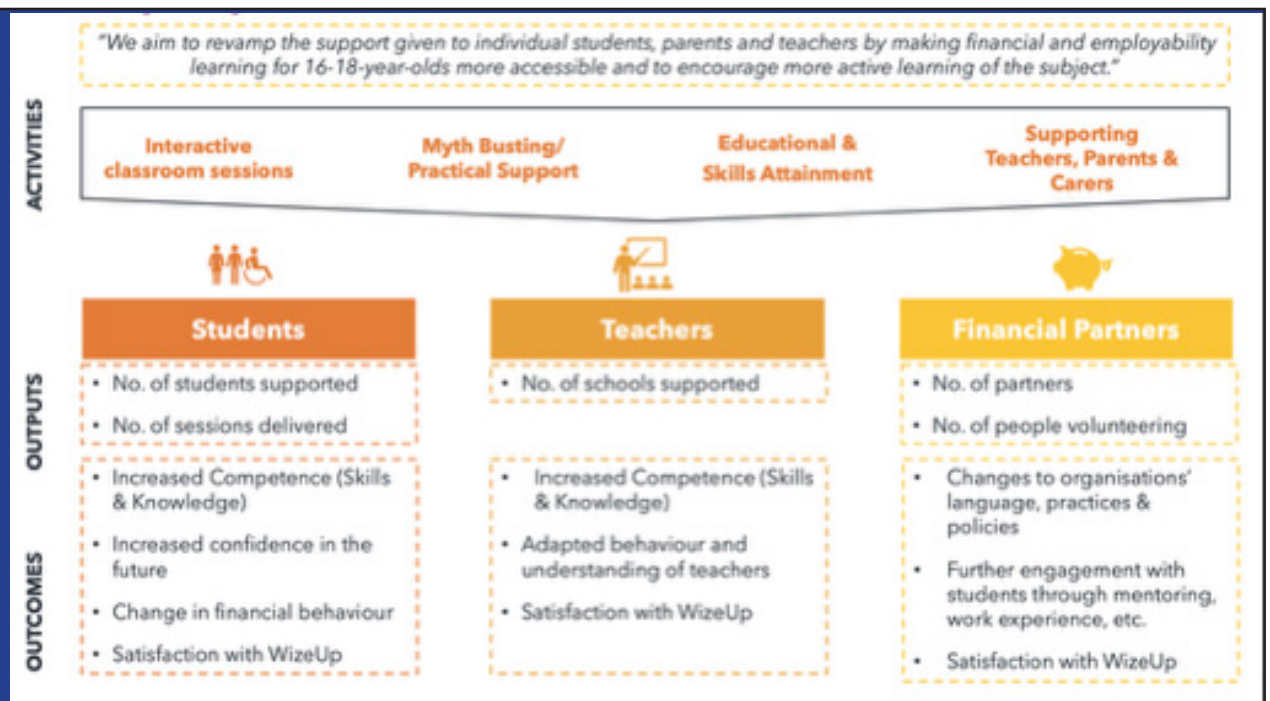 “We aim to revamp the support given to individual students, parents and teachers by making financial and employability
learning for 16-18-year-olds more accessible and to encourage more active learning of the subject.”
ACTIVITIES
Interactive
classroom sessions
Myth Busting/
Practical Support
Educational &
Skills Attainment
Supporting
Teachers, Parents &
Carers
Students
Teachers
Financial Partners
OUTPUTS
• No. of students supported
• No. of sessions delivered
• No. of schools supported
• No. of partners
• No. of people volunteering
OUTCOMES
• Increased Competence (Skills
& Knowledge)
• Increased confidence in the
future
• Change in financial behaviour
• Satisfaction with WizeUp
• Increased Competence (Skills
& Knowledge)
• Adapted behaviour and
understanding of teachers
• Satisfaction with WizeUp
• Changes to organisations’
language, practices &
policies
• Further engagement with
students through mentoring,
work experience, etc.
• Satisfaction with WizeUp